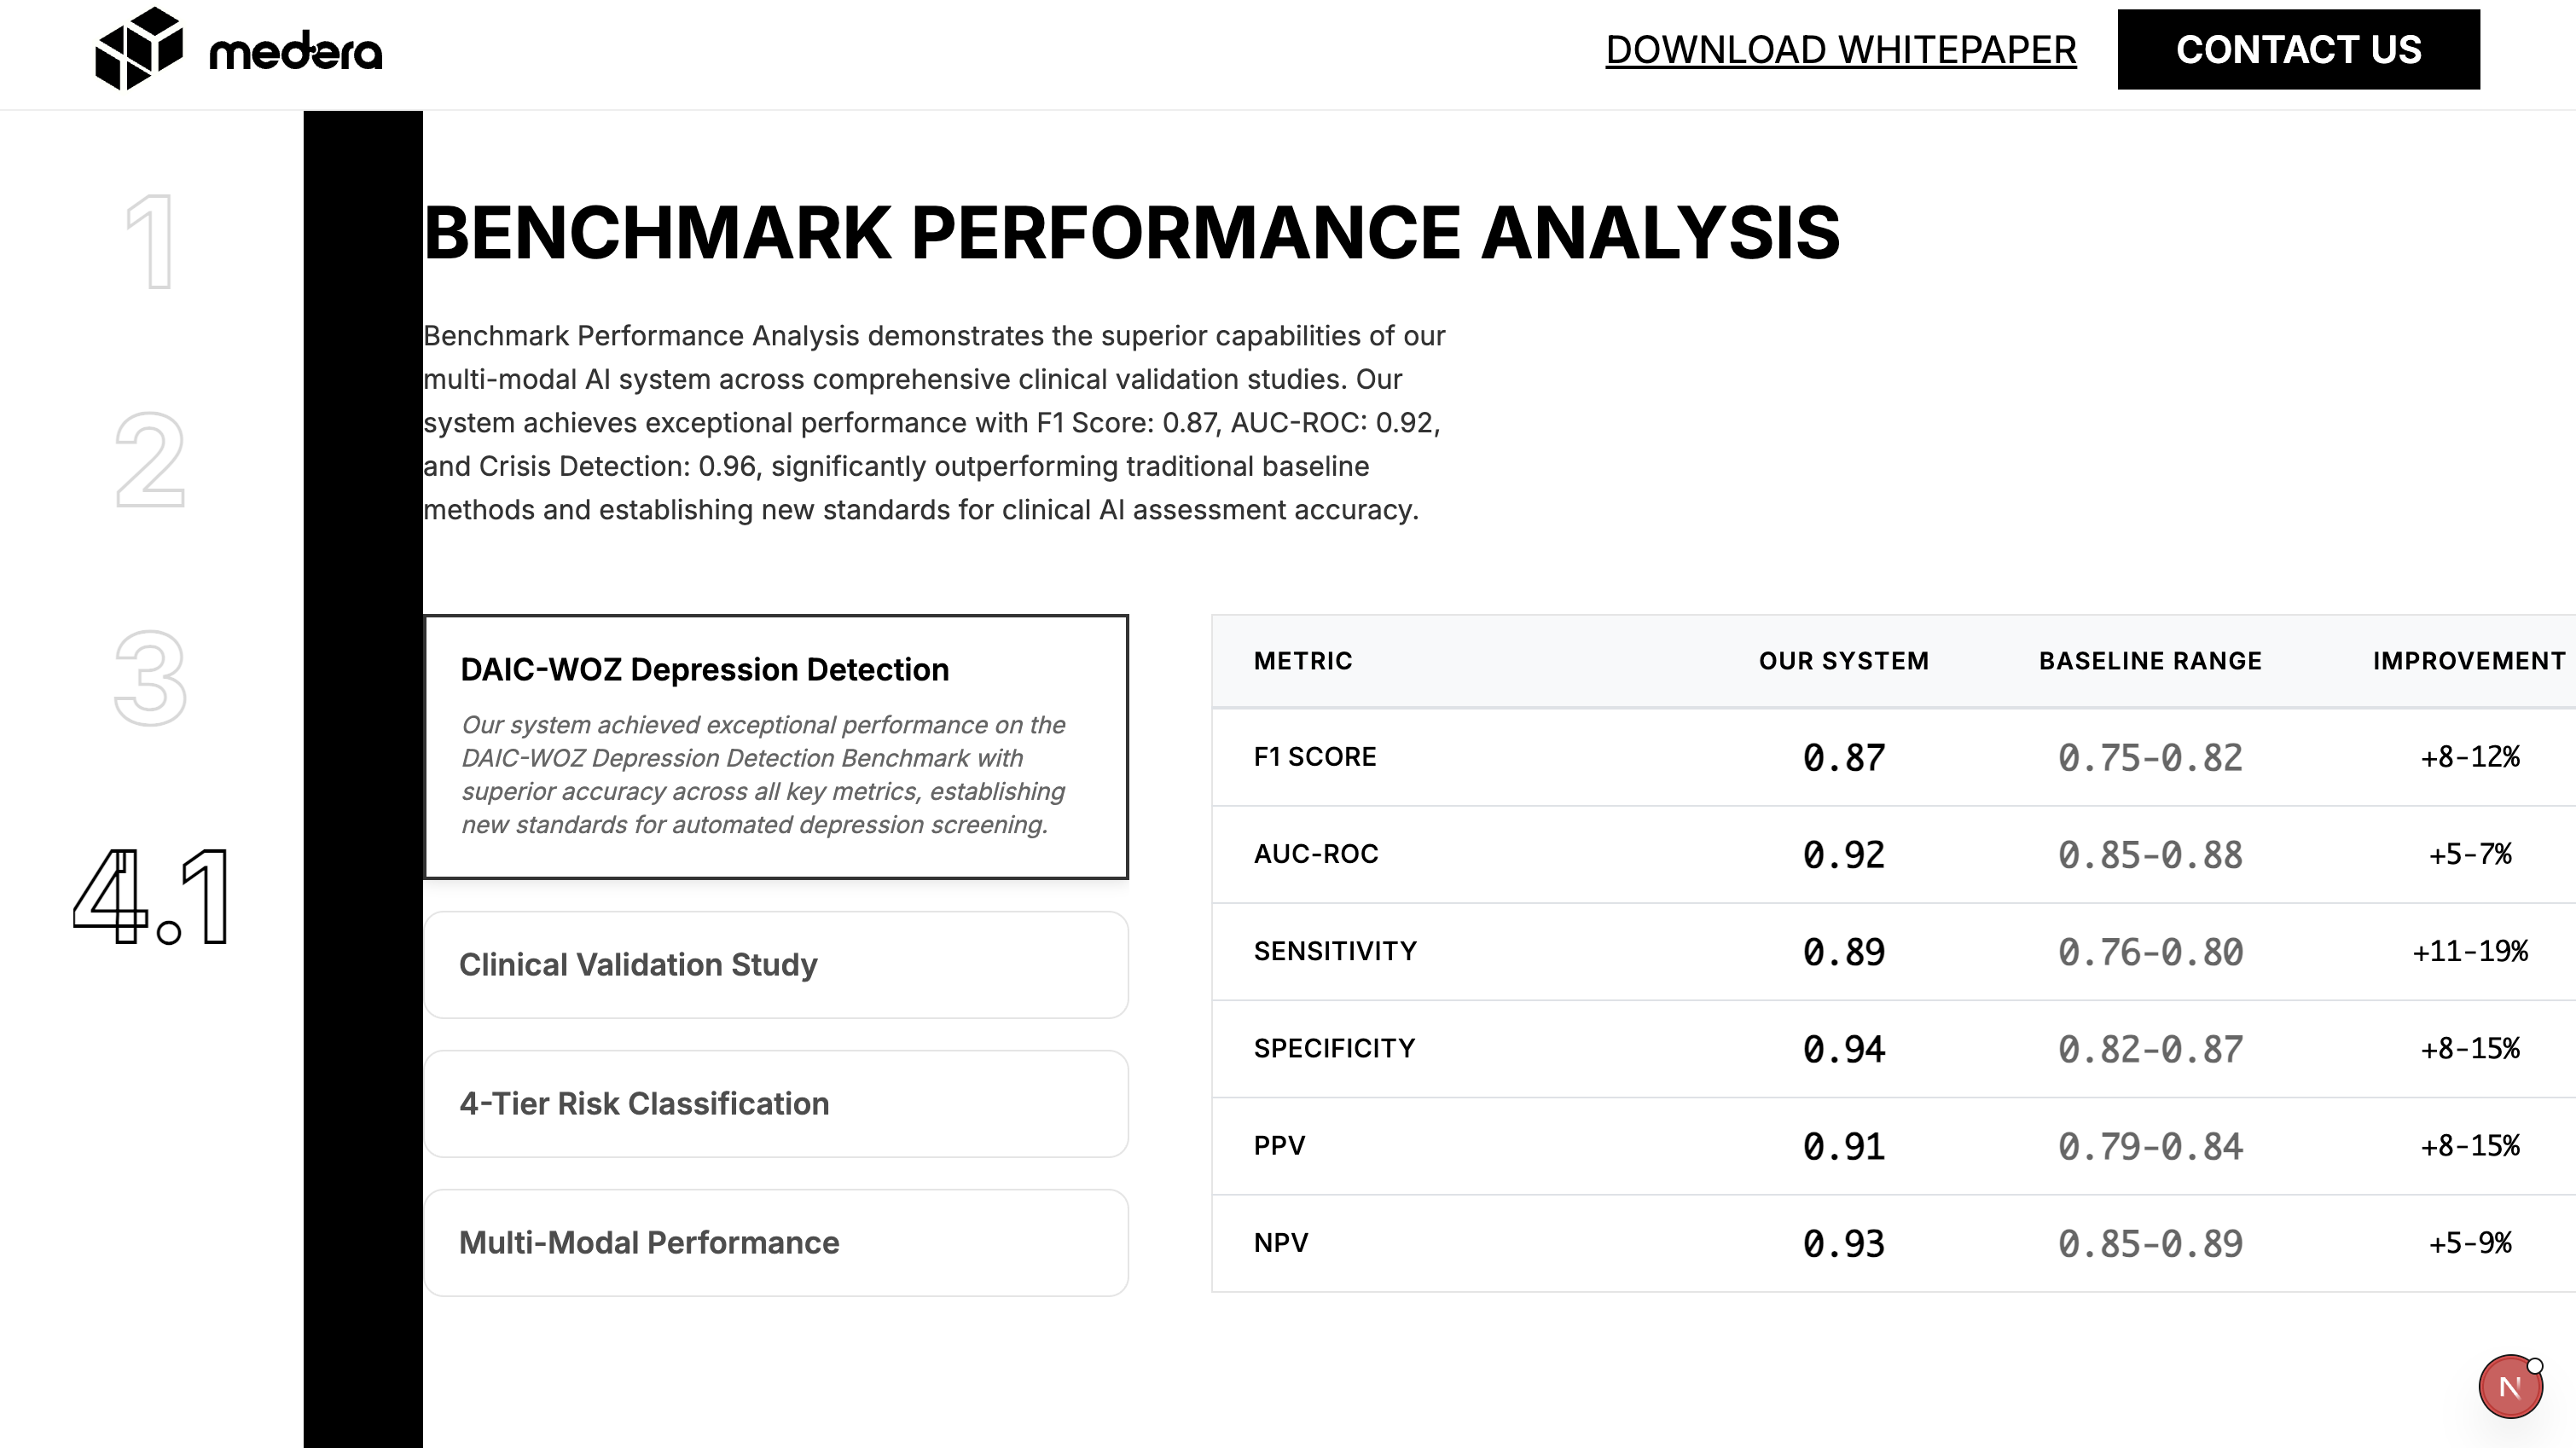 medera
DOWNLOAD WHITEPAPER
CONTACT US
1
2
3
4.1
BENCHMARK PERFORMANCE ANALYSIS
Benchmark Performance Analysis demonstrates the superior capabilities of our
multi-modal AI system across comprehensive clinical validation studies. Our
system achieves exceptional performance with F1 Score: 0.87, AUC-ROC: 0.92,
and Crisis Detection: 0.96, significantly outperforming traditional baseline
methods and establishing new standards for clinical AI assessment accuracy.
DAIC-WOZ Depression Detection
Our system achieved exceptional performance on the
DAIC-WOZ Depression Detection Benchmark with
superior accuracy across all key metrics, establishing
new standards for automated depression screening.
Clinical Validation Study
4-Tier Risk Classification
Multi-Modal Performance
METRIC OUR SYSTEM BASELINE RANGE IMPROVEMENT
F1 SCORE 0.87 0.75-0.82 +8-12%
AUC-ROC 0.92 0.85-0.88 +5-7%
SENSITIVITY 0.89 0.76-0.80 +11-19%
SPECIFICITY 0.94 0.82-0.87 +8-15%
PPV 0.91 0.79-0.84 +8-15%
NPV 0.93 0.85-0.89 +5-9%
N